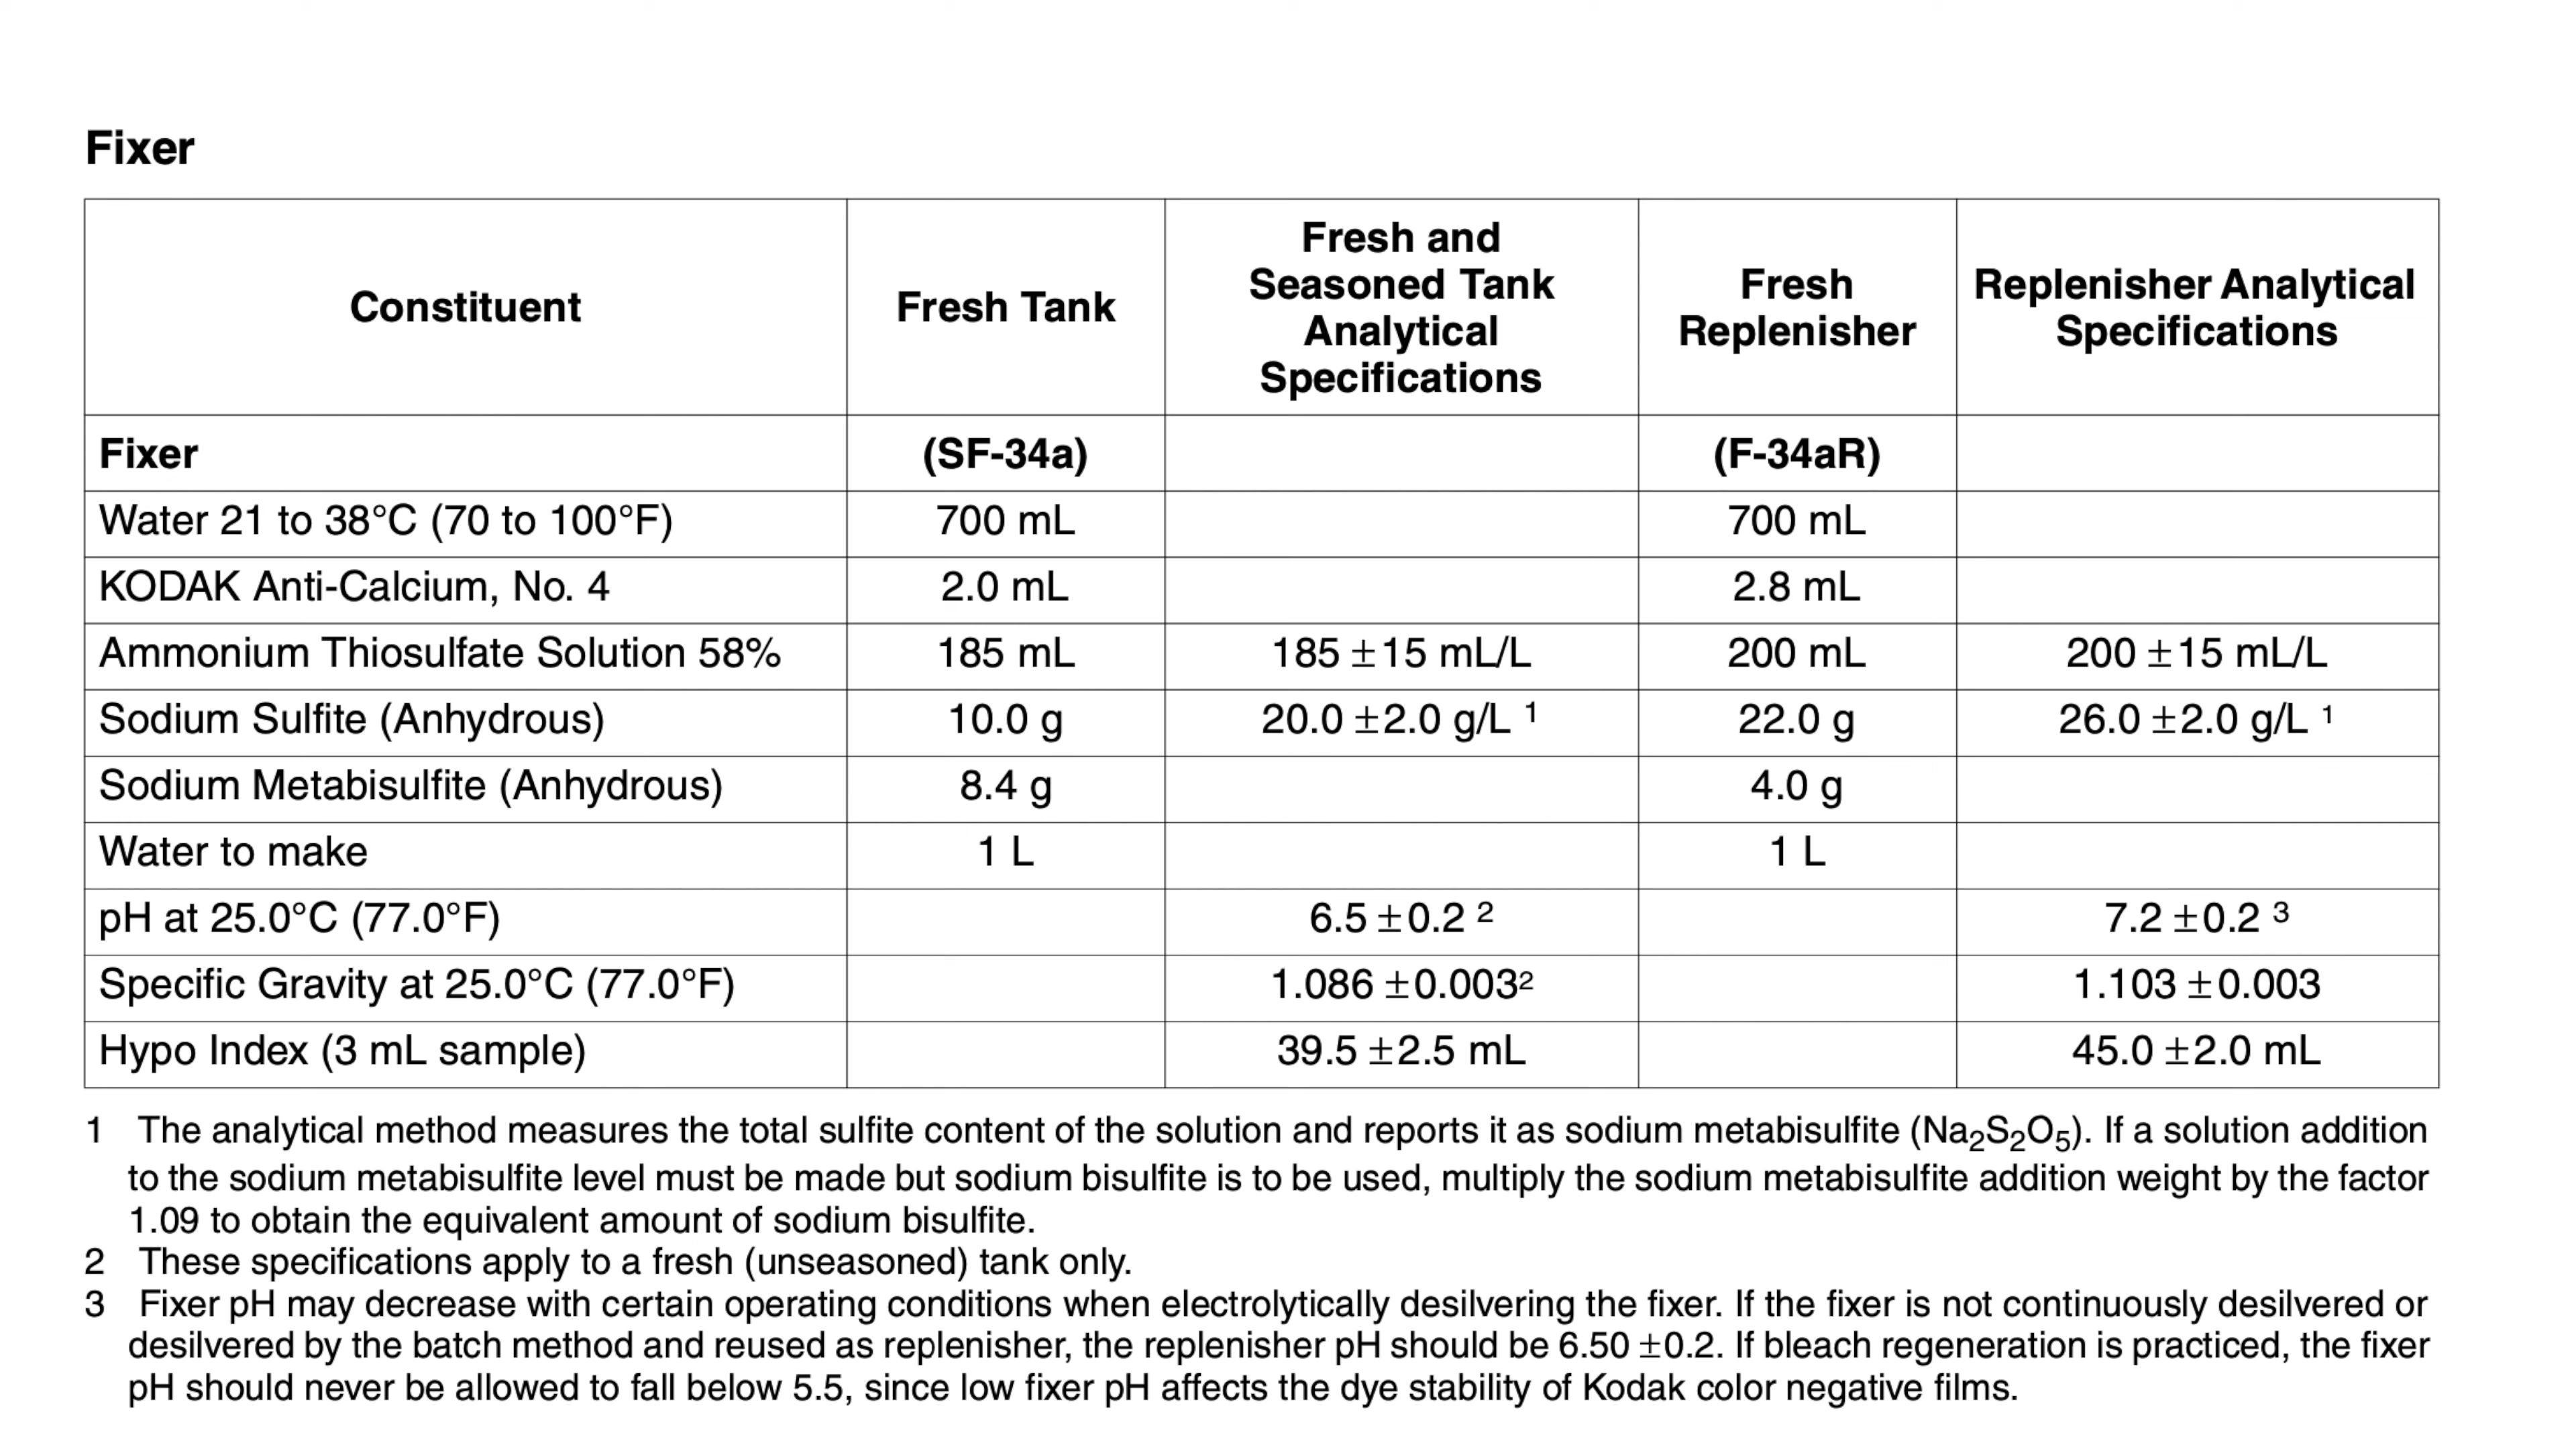 Fixer
Constituent
Fresh Tank
Fresh and
Seasoned Tank
Analytical
Specifications
Fresh
Replenisher
Replenisher Analytical
Specifications
Fixer (SF-34a) (F-34aR)
Water 21 to 38°C (70 to 100°F) 700 mL 700 mL
KODAK Anti-Calcium, No. 4 2.0 mL 2.8 mL
Ammonium Thiosulfate Solution 58% 185 mL 185 ±15 mL/L 200 mL 200 ±15 mL/L
Sodium Sulfite (Anhydrous) 10.0 g 20.0 ±2.0 g/L ¹ 22.0 g 26.0 ±2.0 g/L ¹
Sodium Metabisulfite (Anhydrous) 8.4 g 4.0 g
Water to make 1 L 1 L
pH at 25.0°C (77.0°F) 6.5 ±0.2 ² 7.2 ±0.2 ³
Specific Gravity at 25.0°C (77.0°F) 1.086 ±0.003² 1.103 ±0.003
Hypo Index (3 mL sample) 39.5 ±2.5 mL 45.0 ±2.0 mL
1 The analytical method measures the total sulfite content of the solution and reports it as sodium metabisulfite (Na₂S₂O₅). If a solution addition
to the sodium metabisulfite level must be made but sodium bisulfite is to be used, multiply the sodium metabisulfite addition weight by the factor
1.09 to obtain the equivalent amount of sodium bisulfite.
2 These specifications apply to a fresh (unseasoned) tank only.
3 Fixer pH may decrease with certain operating conditions when electrolytically desilvering the fixer. If the fixer is not continuously desilvered or
desilvered by the batch method and reused as replenisher, the replenisher pH should be 6.50 ±0.2. If bleach regeneration is practiced, the fixer
pH should never be allowed to fall below 5.5, since low fixer pH affects the dye stability of Kodak color negative films.